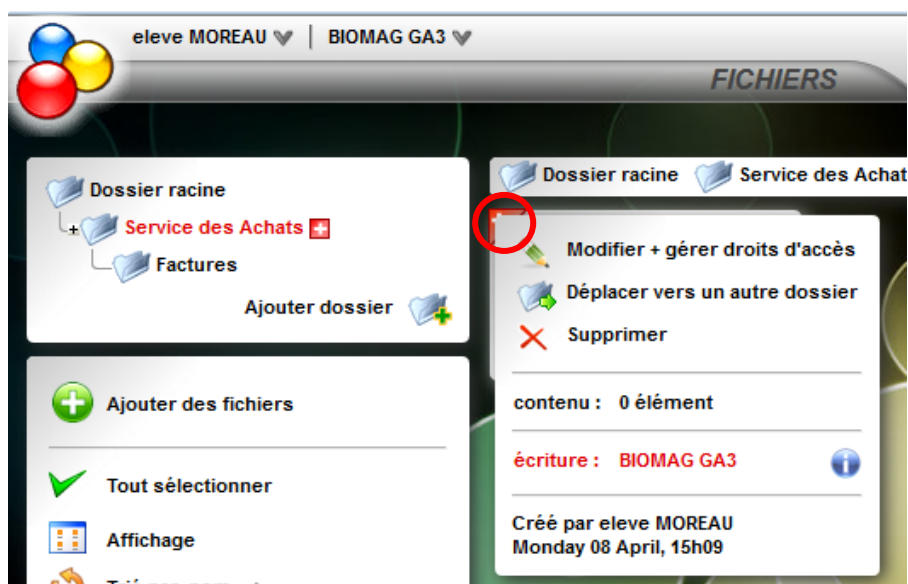 eleve MOREAU | BIOMAG GA3
FICHIERS
Dossier racine
Service des Achats
Factures
Ajouter dossier
Ajouter des fichiers
Tout sélectionner
Affichage
Dossier racine Service des Achat
Modifier + gérer droits d'accès
Déplacer vers un autre dossier
Supprimer
contenu : 0 élément
écriture : BIOMAG GA3
Créé par eleve MOREAU
Monday 08 April, 15h09